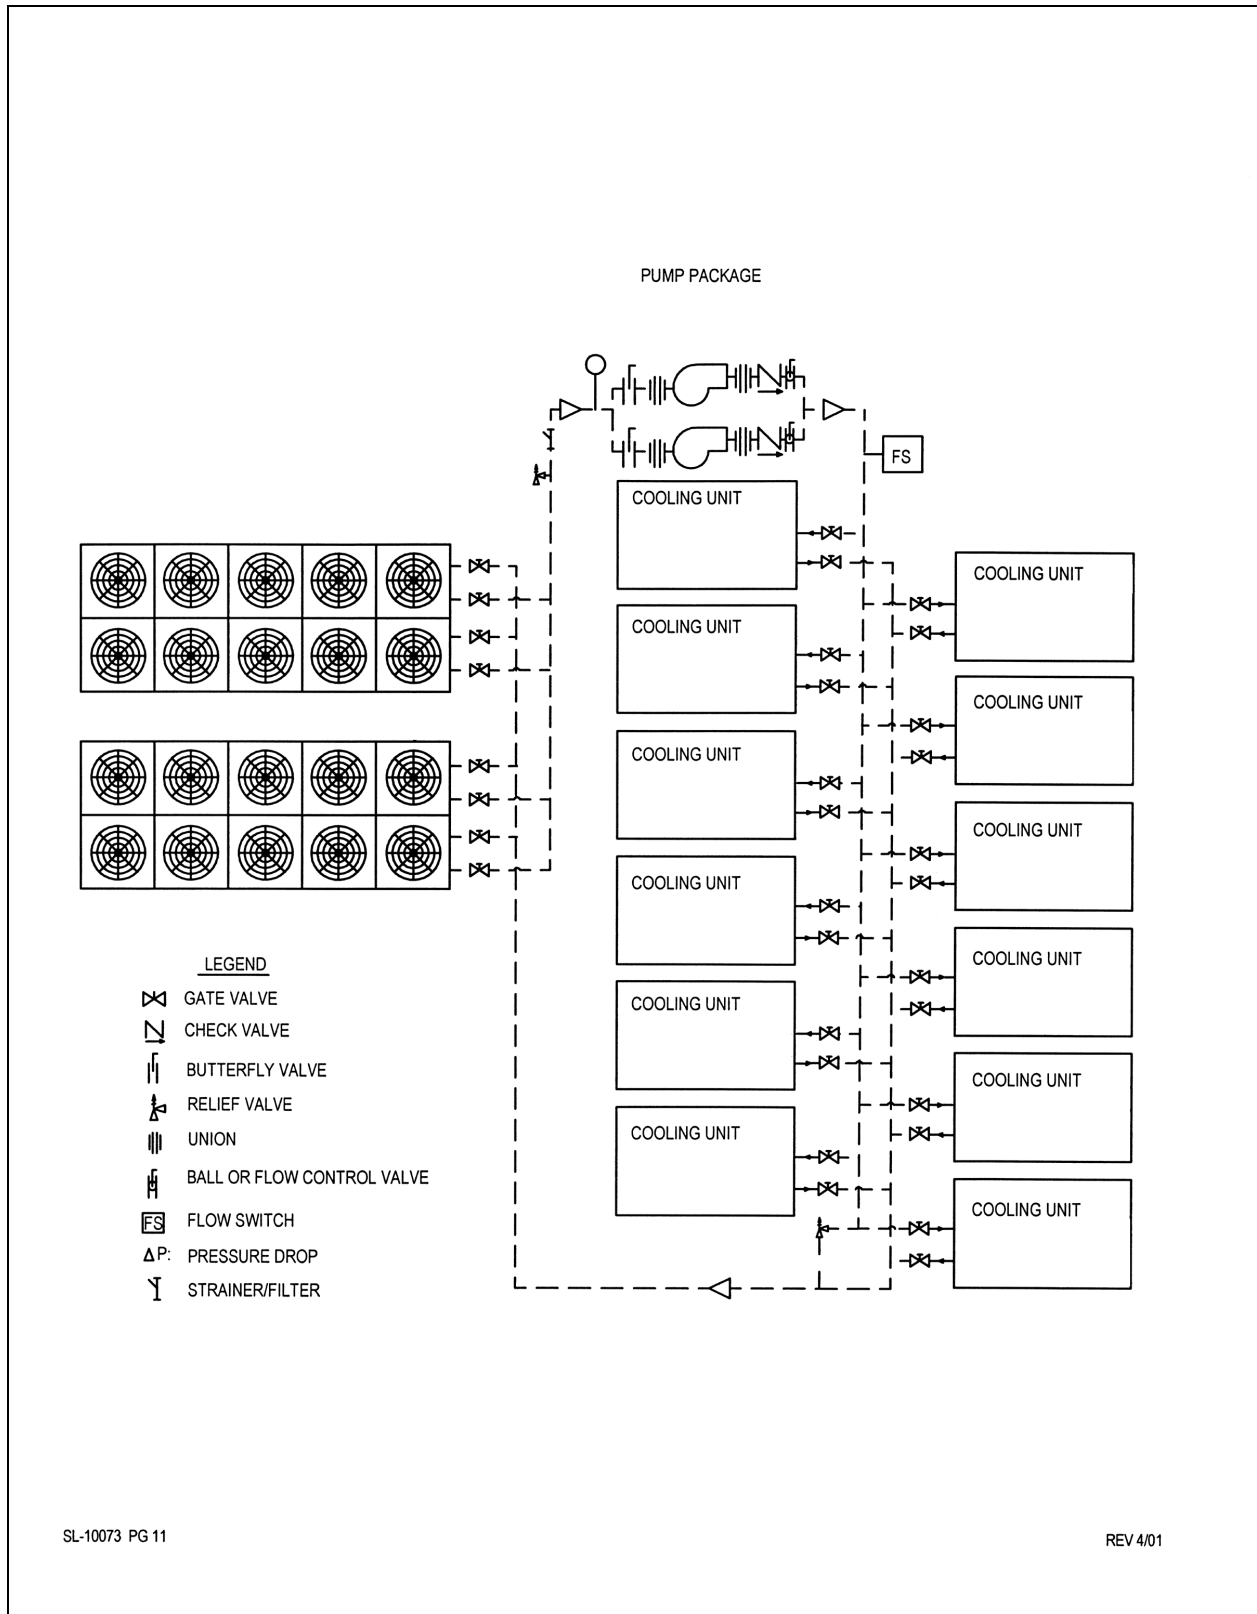 PUMP PACKAGE
FS
COOLING UNIT
COOLING UNIT
COOLING UNIT
COOLING UNIT
COOLING UNIT
COOLING UNIT
COOLING UNIT
COOLING UNIT
COOLING UNIT
COOLING UNIT
COOLING UNIT
COOLING UNIT
LEGEND
GATE VALVE
CHECK VALVE
BUTTERFLY VALVE
RELIEF VALVE
UNION
BALL OR FLOW CONTROL VALVE
FS FLOW SWITCH
ΔP: PRESSURE DROP
STRAINER/FILTER
SL-10073 PG 11
REV 4/01